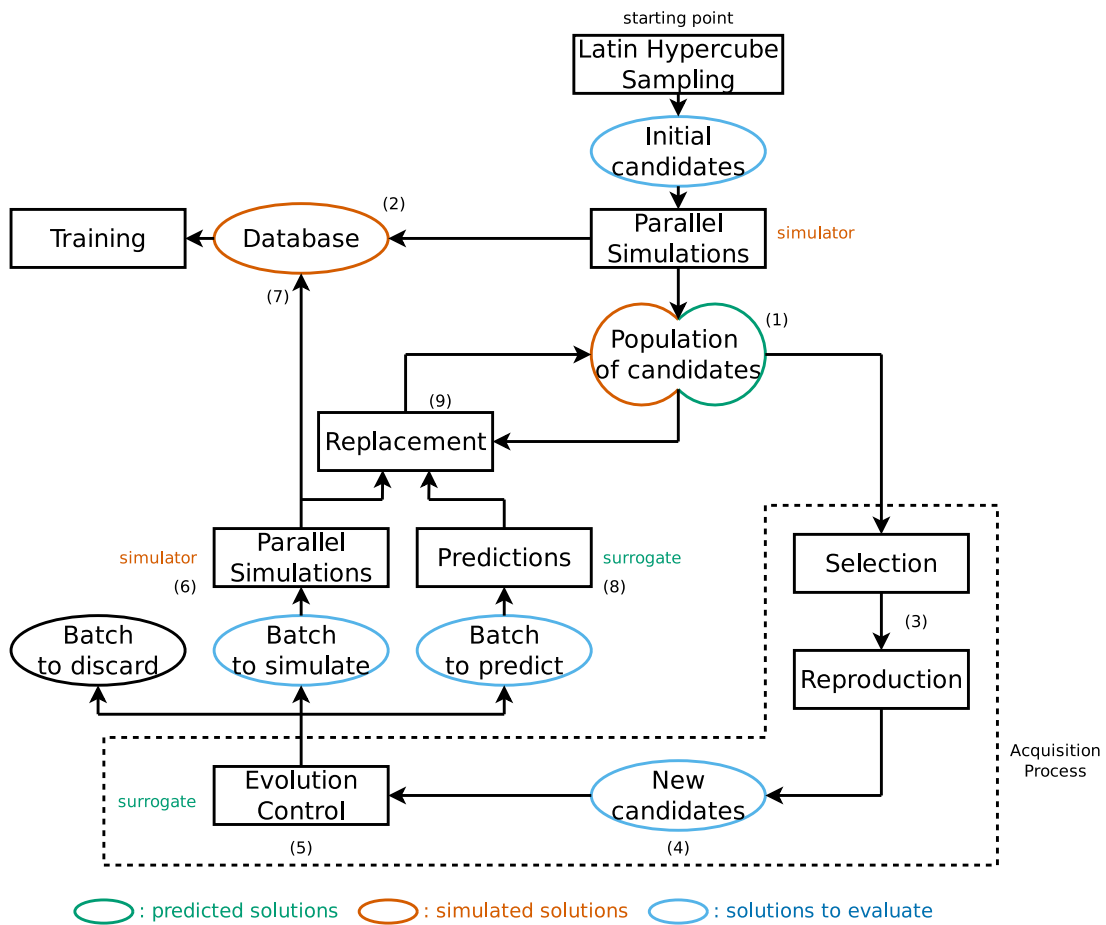 starting point
Latin Hypercube
Sampling
Initial
candidates
(2)
Training
Database
Parallel
Simulations
simulator
(7)
(1)
Population
of candidates
(9)
Replacement
simulator
(6)
Parallel
Simulations
Predictions
surrogate
(8)
Selection
(3)
Reproduction
Batch
to discard
Batch
to simulate
Batch
to predict
Acquisition
Process
surrogate
Evolution
Control
(5)
New
candidates
(4)
: predicted solutions
: simulated solutions
: solutions to evaluate